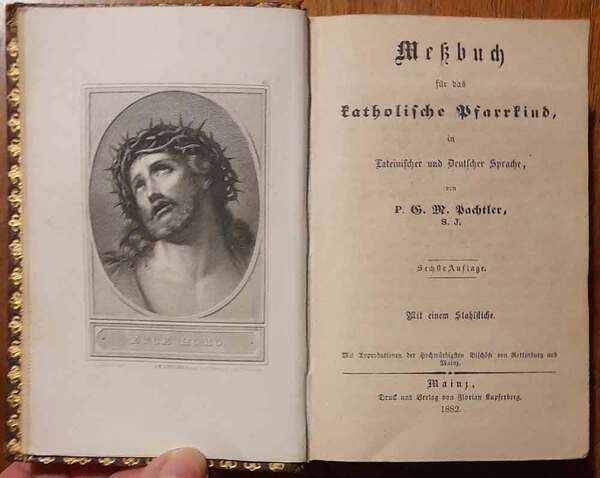 ECCE HOMO.
Meßbuch
für das
katholische Pfarrkind,
in
Lateinischer und Deutscher Sprache,
von
P. G. M. Pachtler,
S. J.
Sechste Auflage.
Mit einem Stahlstiche.
Mit Approbationen der Hochwürdigsten Bischöfe von Rottenburg und
Mainz.
Mainz,
Druck und Verlag von Florian Kupferberg.
1882.